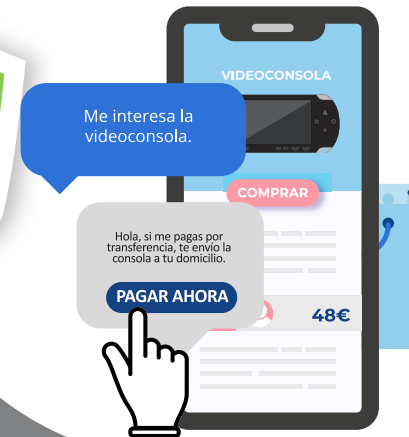 VIDEOCONSOLA
Me interesa la
videoconsola.
COMPRAR
Hola, si me pagas por
transferencia, te envío la
consola a tu domicilio.
PAGAR AHORA
48€